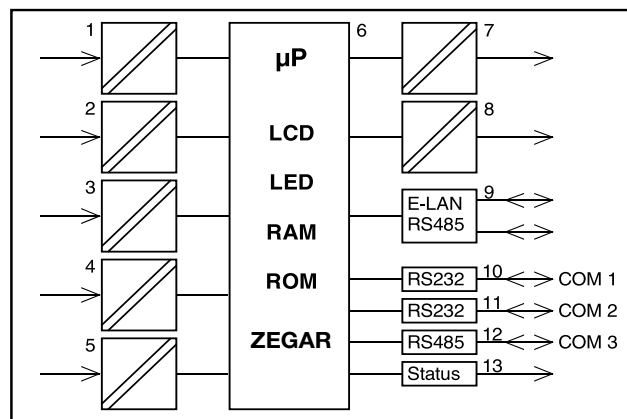 1
6
7
µP
2
8
LCD
LED
3
9
E-LAN
RS485
RAM
4
10
ROM
RS232
COM 1
11
RS232
COM 2
12
5
ZEGAR
RS485
COM 3
13
Status